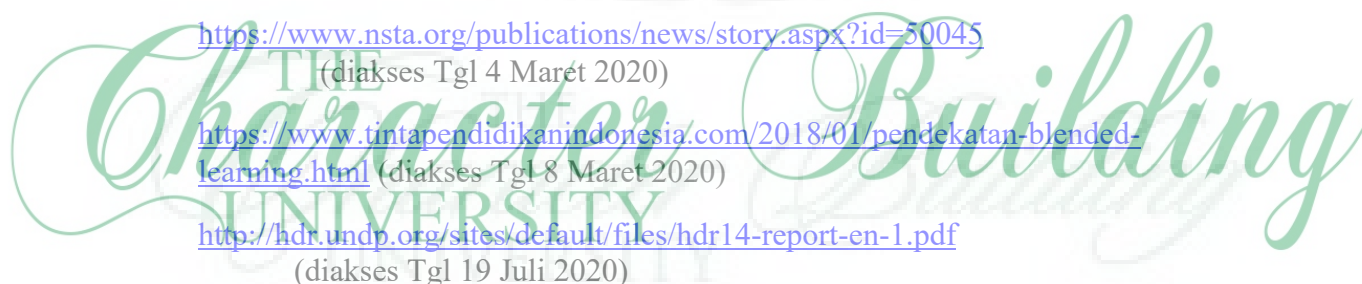 https://www.nsta.org/publications/news/story.aspx?id=50045
(diakses Tgl 4 Maret 2020)
https://www.tintapendidikanindonesia.com/2018/01/pendekatan-blended-
learning.html (diakses Tgl 8 Maret 2020)
http://hdr.undp.org/sites/default/files/hdr14-report-en-1.pdf
(diakses Tgl 19 Juli 2020)
THE
Character Building
UNIVERSITY